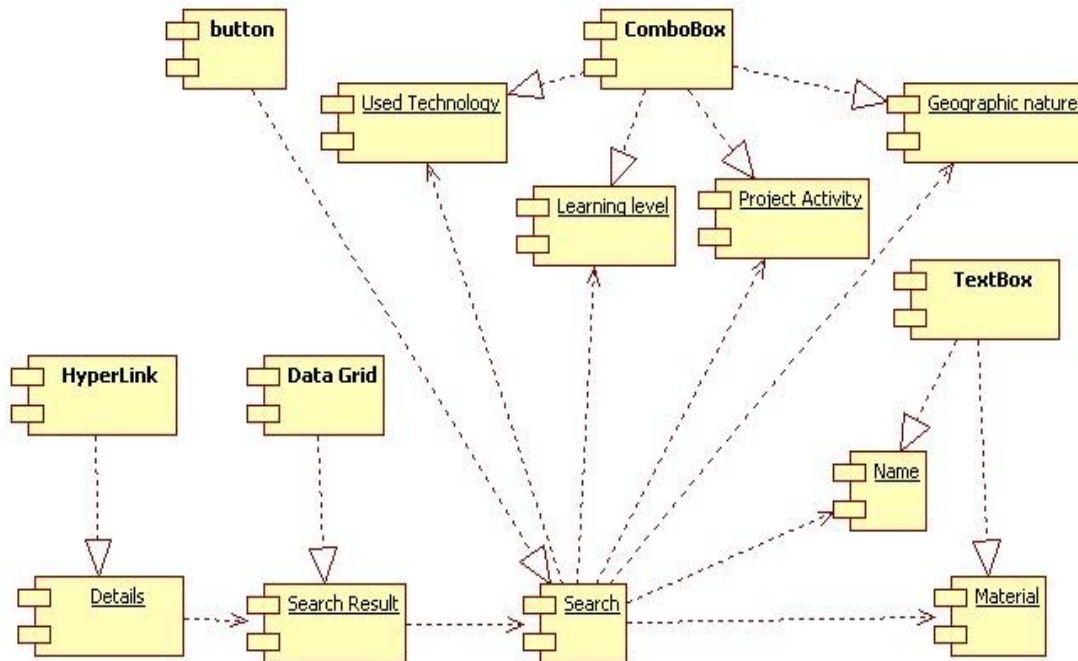 button
ComboBox
Used Technology
Geographic nature
Learning level
Project Activity
TextBox
HyperLink
Data Grid
Name
Details
Search Result
Search
Material